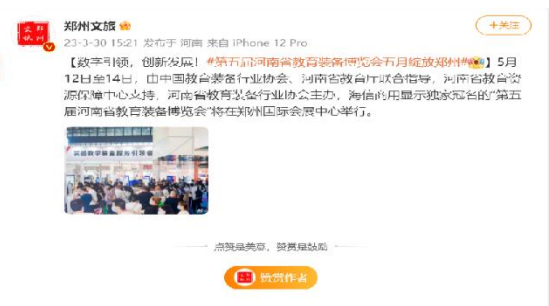 郑州文旅
23-3-30 15:21 发布于 河南 来自 iPhone 12 Pro
+关注
【数字引领，创新发展！#第五届河南省教育装备博览会五月绽放郑州#】5月
12日至14日，由中国教育装备行业协会、河南省教育厅联合指导，河南省教育资
源保障中心支持，河南省教育装备行业协会主办，海信商用显示独家冠名的“第五
届河南省教育装备博览会”将在郑州国际会展中心举行。
点赞是美意，赞赏是鼓励
赞赏作者